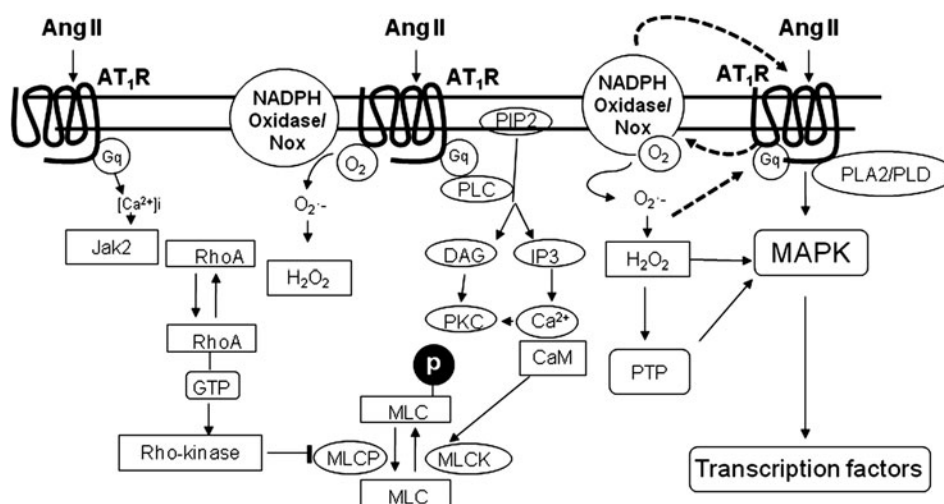 Ang II
Ang II
Ang II
AT₁R
AT₁R
AT₁R
NADPH
Oxidase/
Nox
NADPH
Oxidase/
Nox
PIP2
O₂
O₂
Gq
Gq
Gq
PLC
PLA2/PLD
[Ca²⁺]i
O₂·-
O₂·-
Jak2
RhoA
H₂O₂
DAG
IP3
H₂O₂
MAPK
RhoA
PKC
Ca²⁺
CaM
GTP
p
PTP
MLC
Rho-kinase
MLCP
MLCK
MLC
Transcription factors